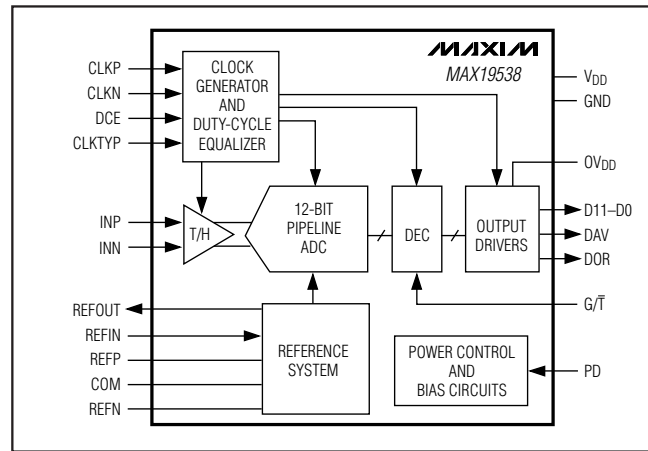 MAXIM
MAX19538
CLKP
CLKN
DCE
CLKTYP
CLOCK
GENERATOR
AND
DUTY-CYCLE
EQUALIZER
VDD
GND
OVDD
INP
INN
T/H
12-BIT
PIPELINE
ADC
DEC
OUTPUT
DRIVERS
D11–D0
DAV
DOR
REFOUT
REFIN
REFP
COM
REFN
REFERENCE
SYSTEM
G/T̅
POWER CONTROL
AND
BIAS CIRCUITS
PD